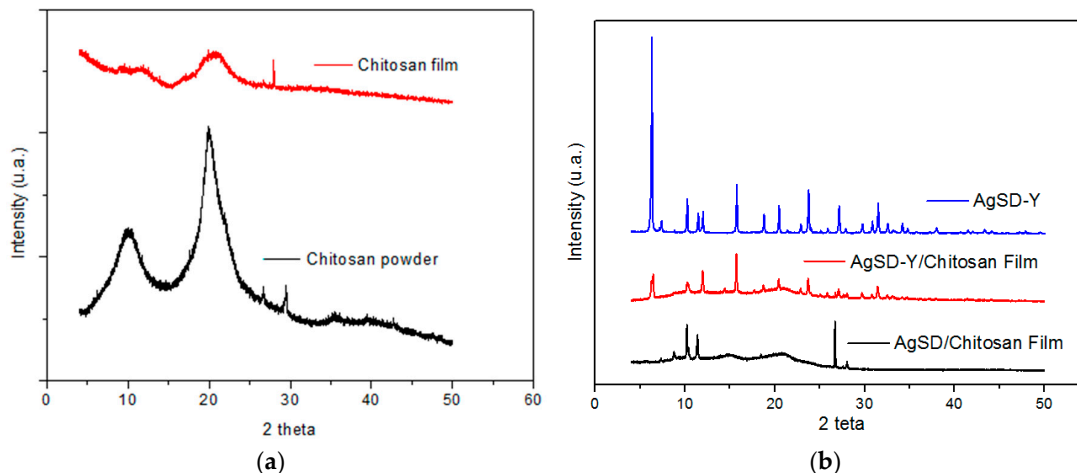 Intensity (u.a.)
Chitosan film
Chitosan powder
0 10 20 30 40 50 60
2 theta
(a)
Intensity (u.a.)
AgSD-Y
AgSD-Y/Chitosan Film
AgSD/Chitosan Film
0 10 20 30 40 50
2 teta
(b)